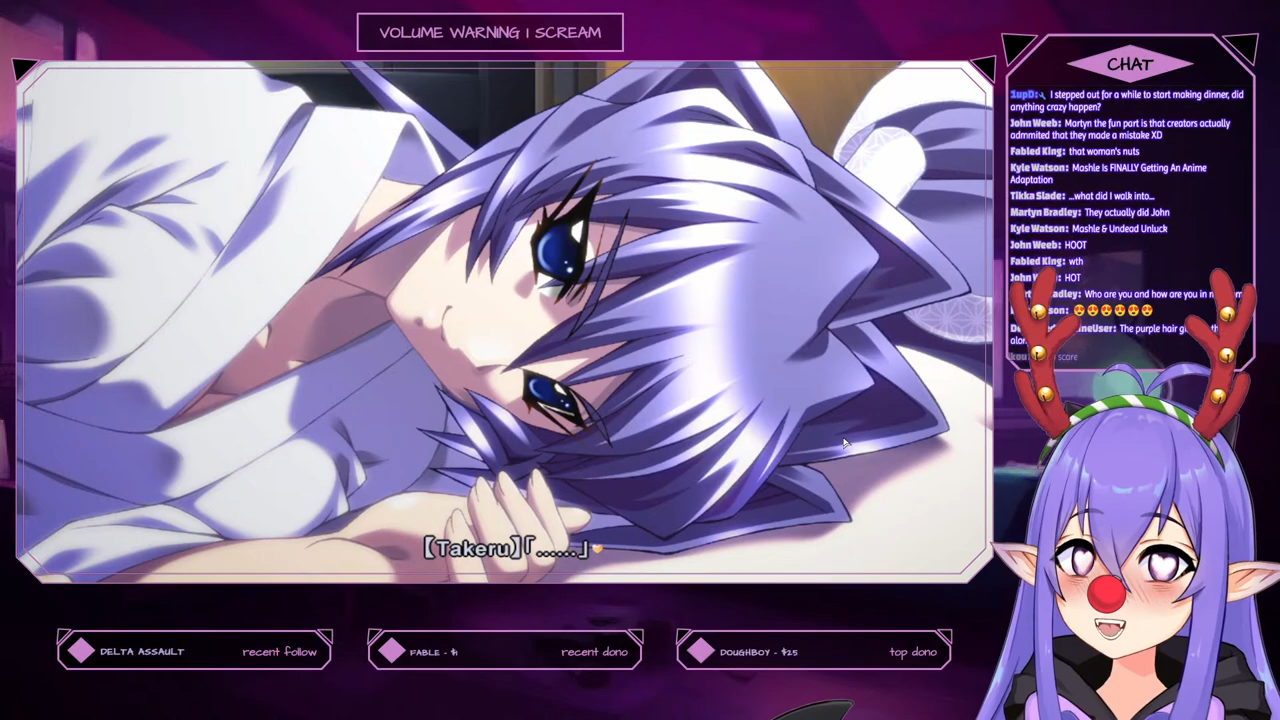 VOLUME WARNING I SCREAM
【Takeru】「……」
CHAT
1upD: I stepped out for a while to start making dinner, did
anything crazy happen?
John Weeb: Martyn the fun part is that creators actually
admmited that they made a mistake XD
Fabled King: that woman's nuts
Kyle Watson: Mashle Is FINALLY Getting An Anime
Adaptation
Tikka Slade: ...what did I walk into...
Martyn Bradley: They actually did John
Kyle Watson: Mashle & Undead Unluck
John Weeb: HOOT
Fabled King: wth
John HOT
Bradley: Who are you and how are you in
The purple hair
score
DELTA ASSAULT recent follow
FABLE - $1 recent dono
DOUGHBOY - $25 top dono